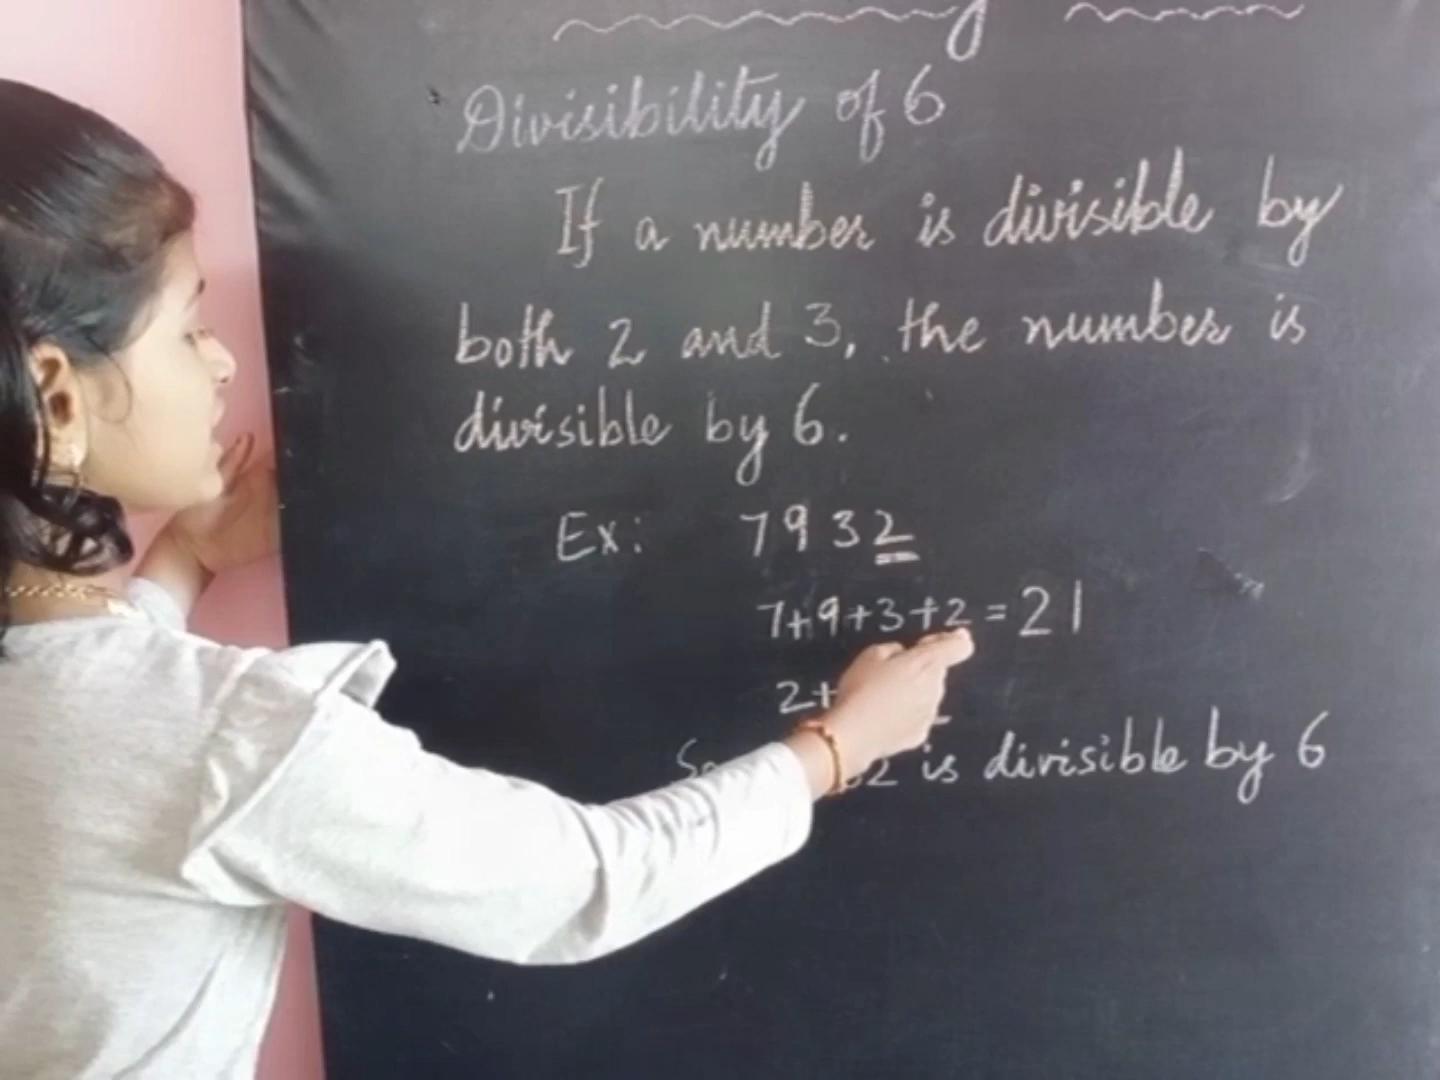 Divisibility of 6
If a number is divisible by
both 2 and 3, the number is
divisible by 6.
Ex: 7932
7+9+3+2=21
2+
is divisible by 6